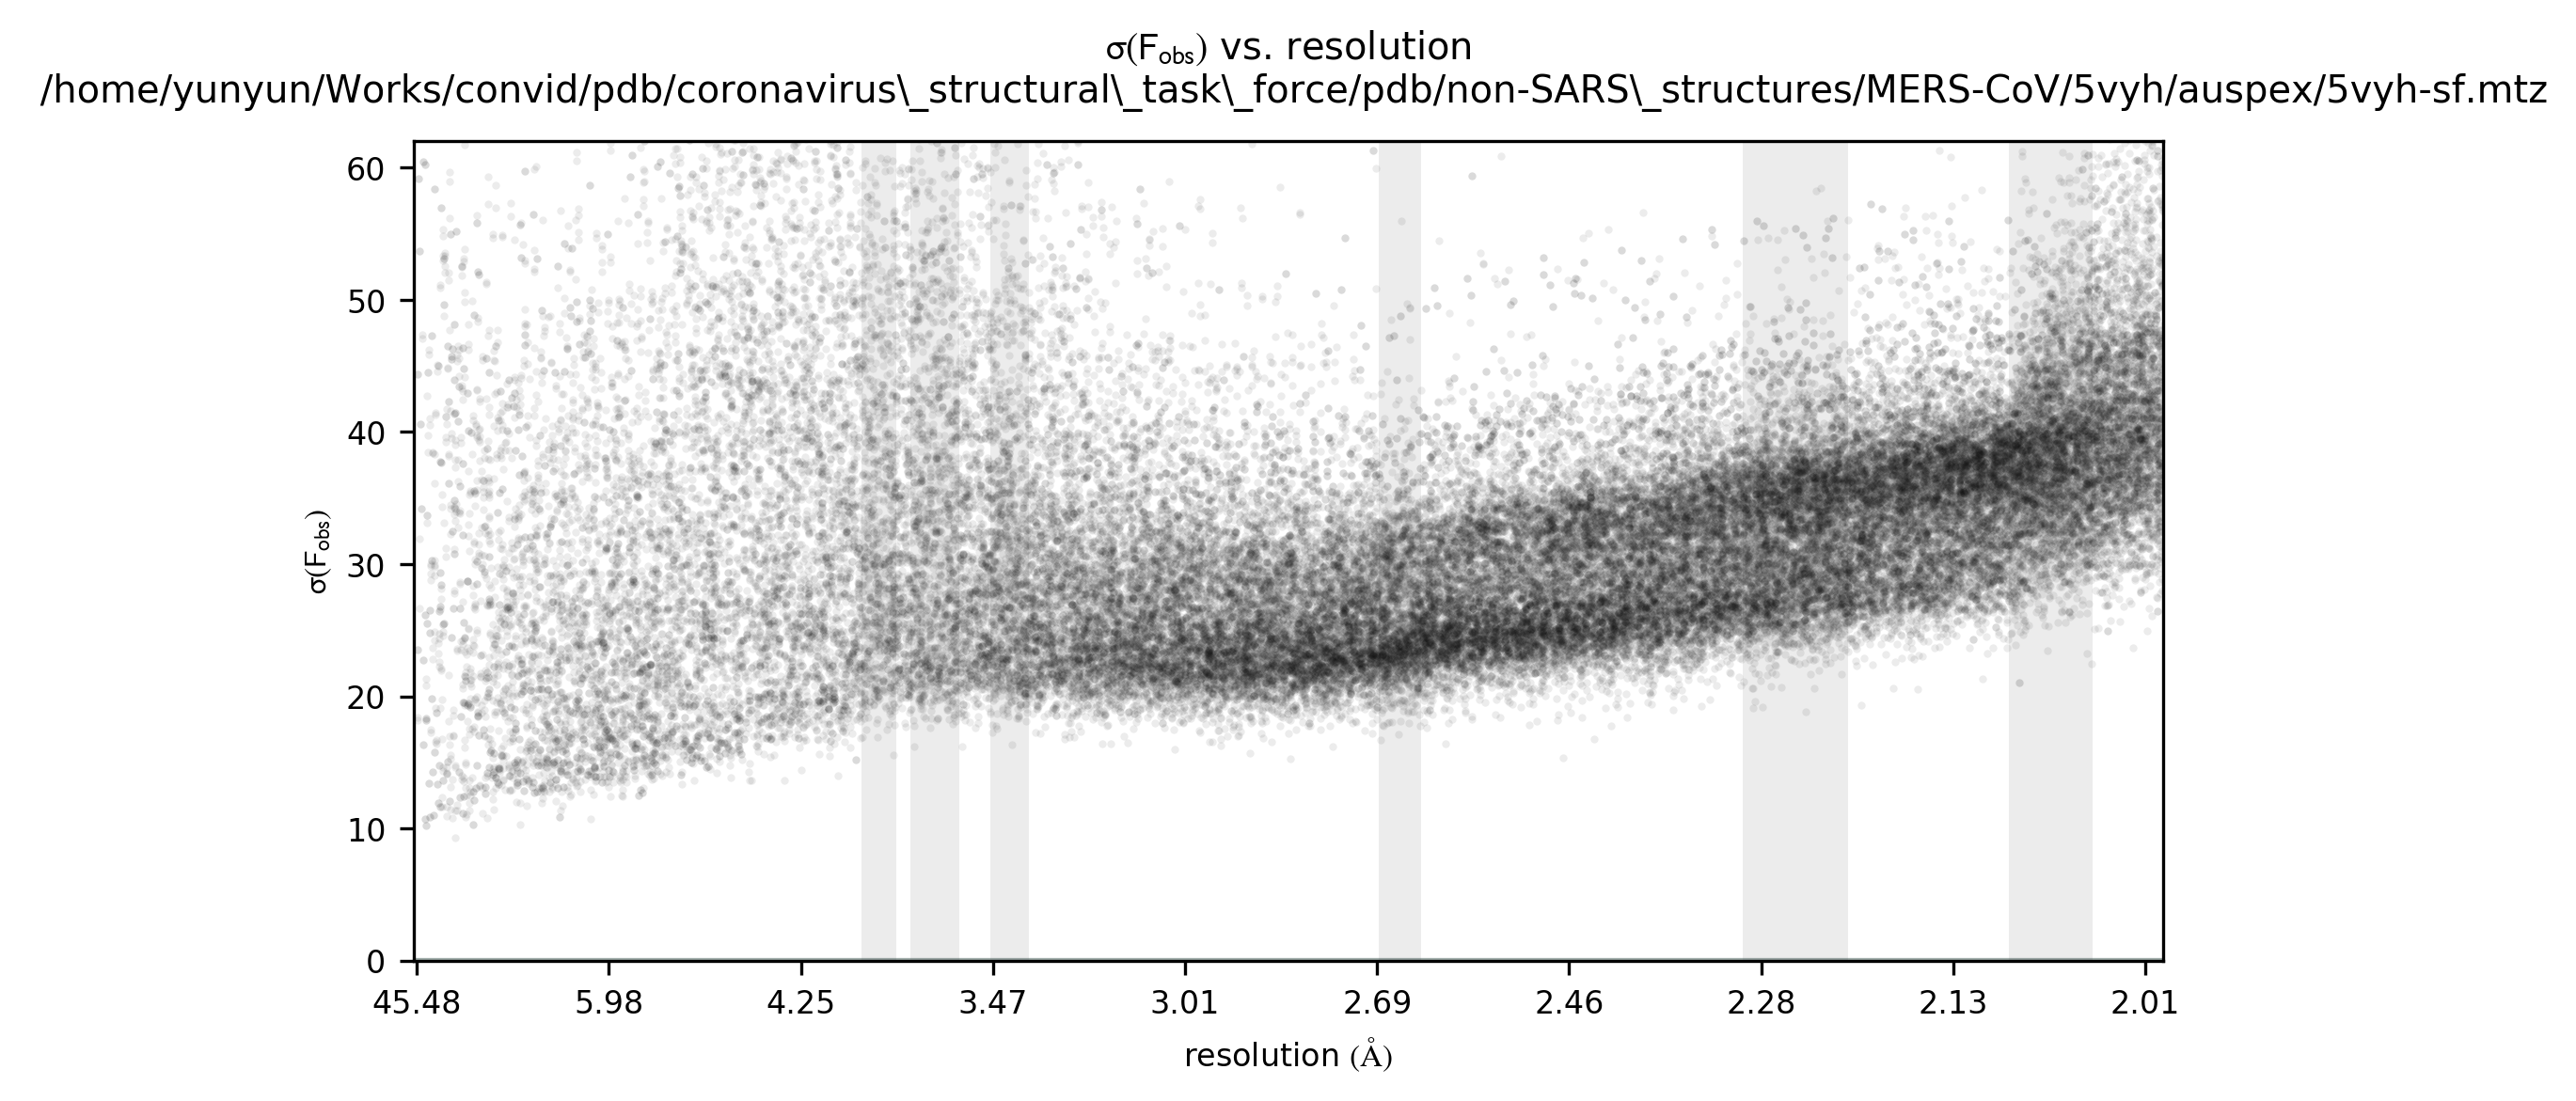 σ(F_obs) vs. resolution
/home/yunyun/Works/convid/pdb/coronavirus\_structural\_task\_force/pdb/non-SARS\_structures/MERS-CoV/5vyh/auspex/5vyh-sf.mtz
60
50
40
30
20
10
0
σ(F_obs)
45.48 5.98 4.25 3.47 3.01 2.69 2.46 2.28 2.13 2.01
resolution (Å)